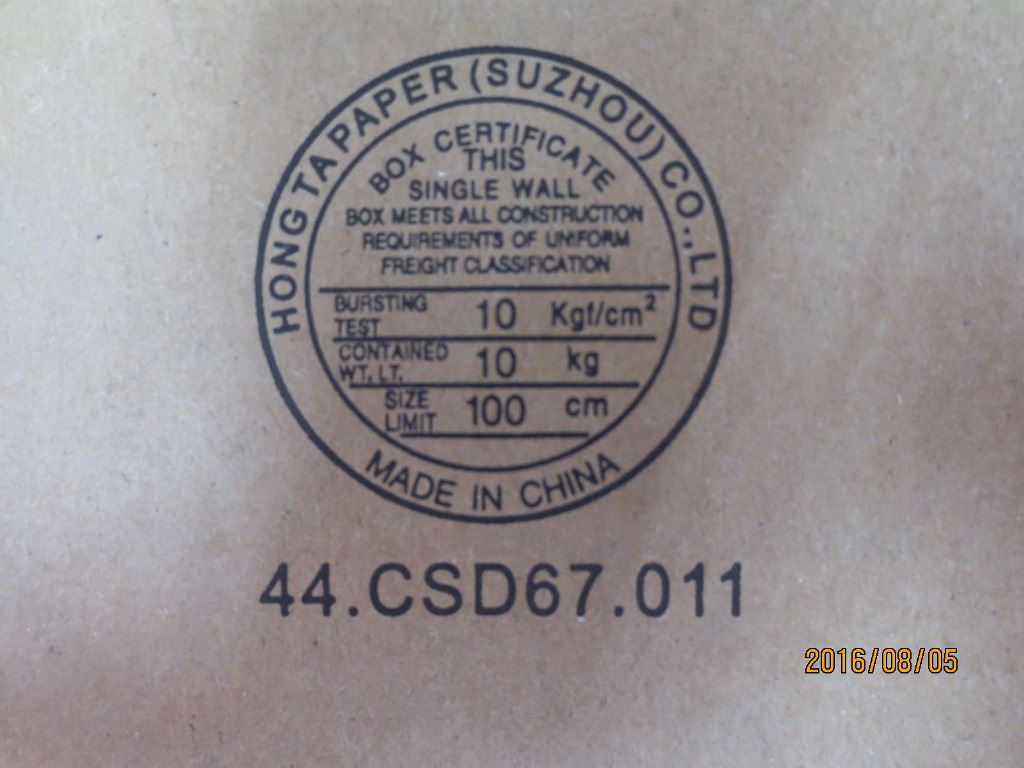 HONG TA PAPER (SUZHOU) CO.,LTD
BOX CERTIFICATE
THIS
SINGLE WALL
BOX MEETS ALL CONSTRUCTION
REQUIREMENTS OF UNIFORM
FREIGHT CLASSIFICATION
BURSTING TEST 10 Kgf/cm²
CONTAINED WT. LT. 10 kg
SIZE LIMIT 100 cm
MADE IN CHINA
44.CSD67.011
2016/08/05